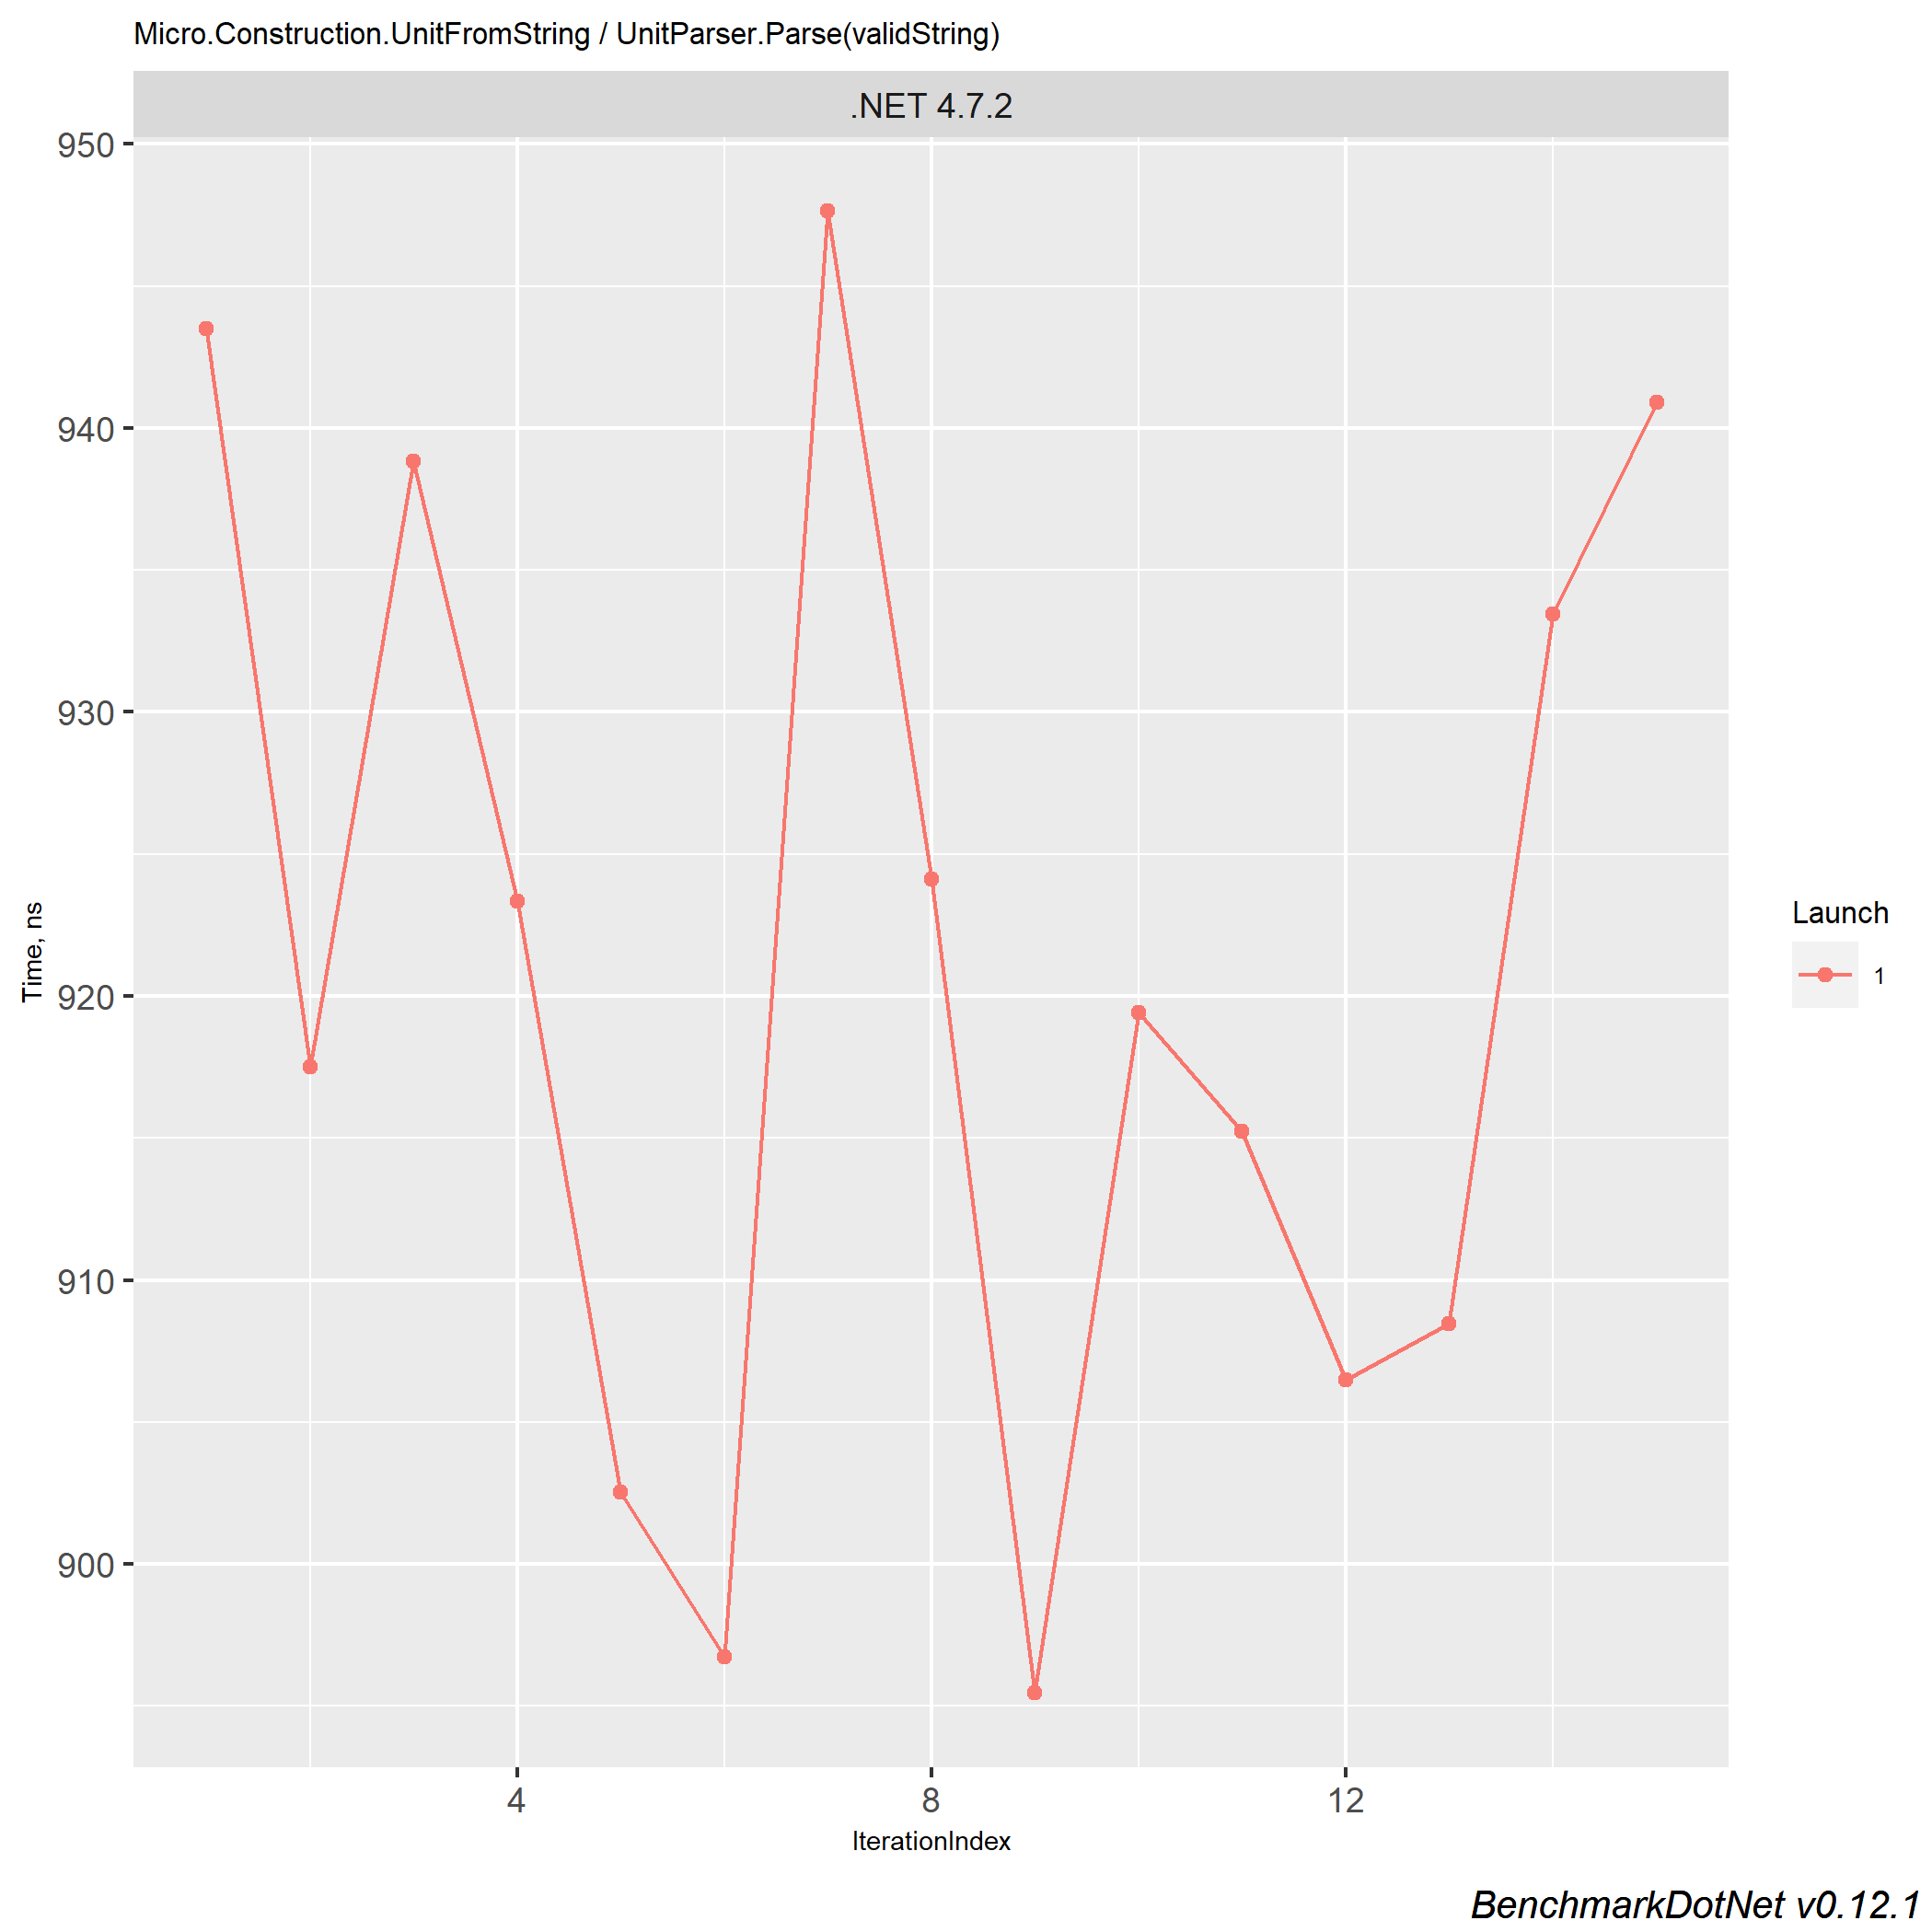 Micro.Construction.UnitFromString / UnitParser.Parse(validString)
.NET 4.7.2
950
940
930
920
910
900
Time, ns
4 8 12
IterationIndex
Launch
1
BenchmarkDotNet v0.12.1